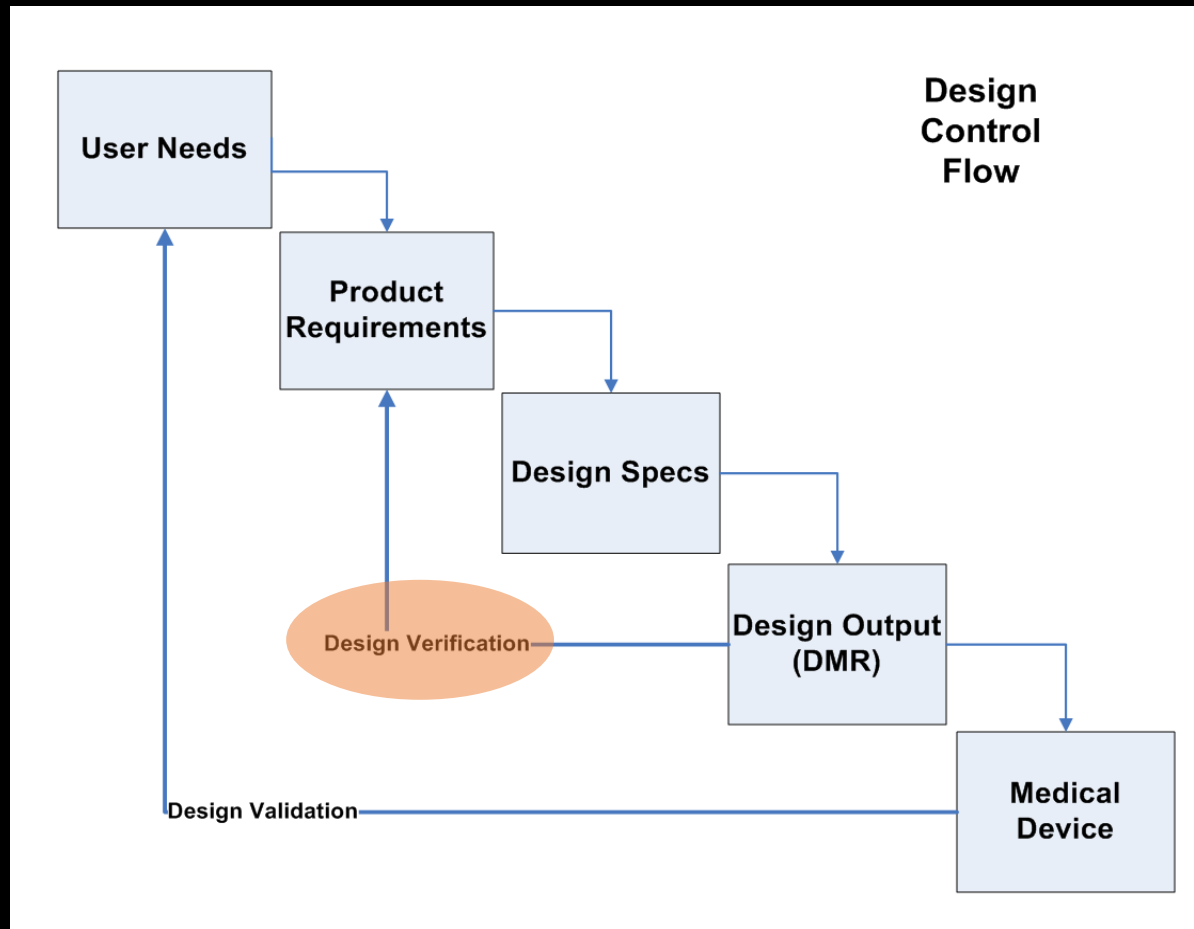 Design
Control
Flow
User Needs
Product
Requirements
Design Specs
Design Verification
Design Output
(DMR)
Design Validation
Medical
Device